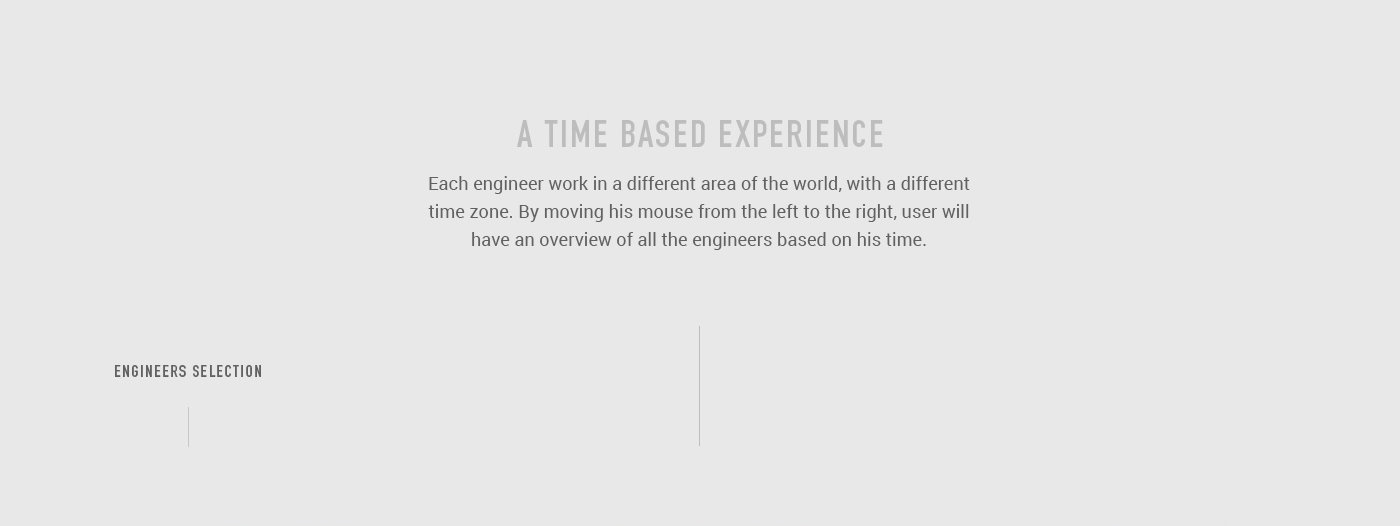 A TIME BASED EXPERIENCE
Each engineer work in a different area of the world, with a different
time zone. By moving his mouse from the left to the right, user will
have an overview of all the engineers based on his time.
ENGINEERS SELECTION